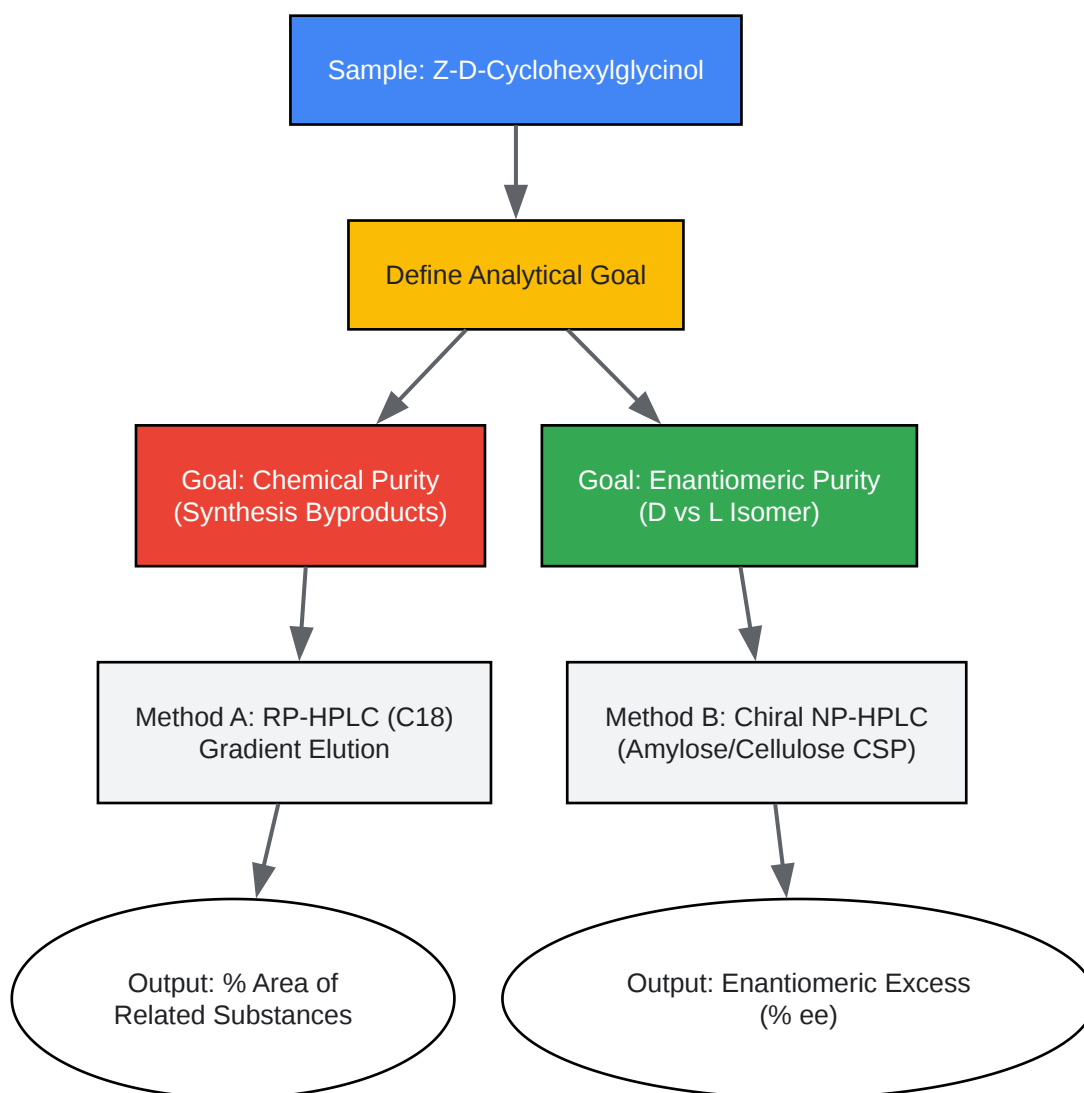 Sample: Z-D-Cyclohexylglycinol
Define Analytical Goal
Goal: Chemical Purity
(Synthesis Byproducts)
Goal: Enantiomeric Purity
(D vs L Isomer)
Method A: RP-HPLC (C18)
Gradient Elution
Method B: Chiral NP-HPLC
(Amylose/Cellulose CSP)
Output: % Area of
Related Substances
Output: Enantiomeric Excess
(% ee)